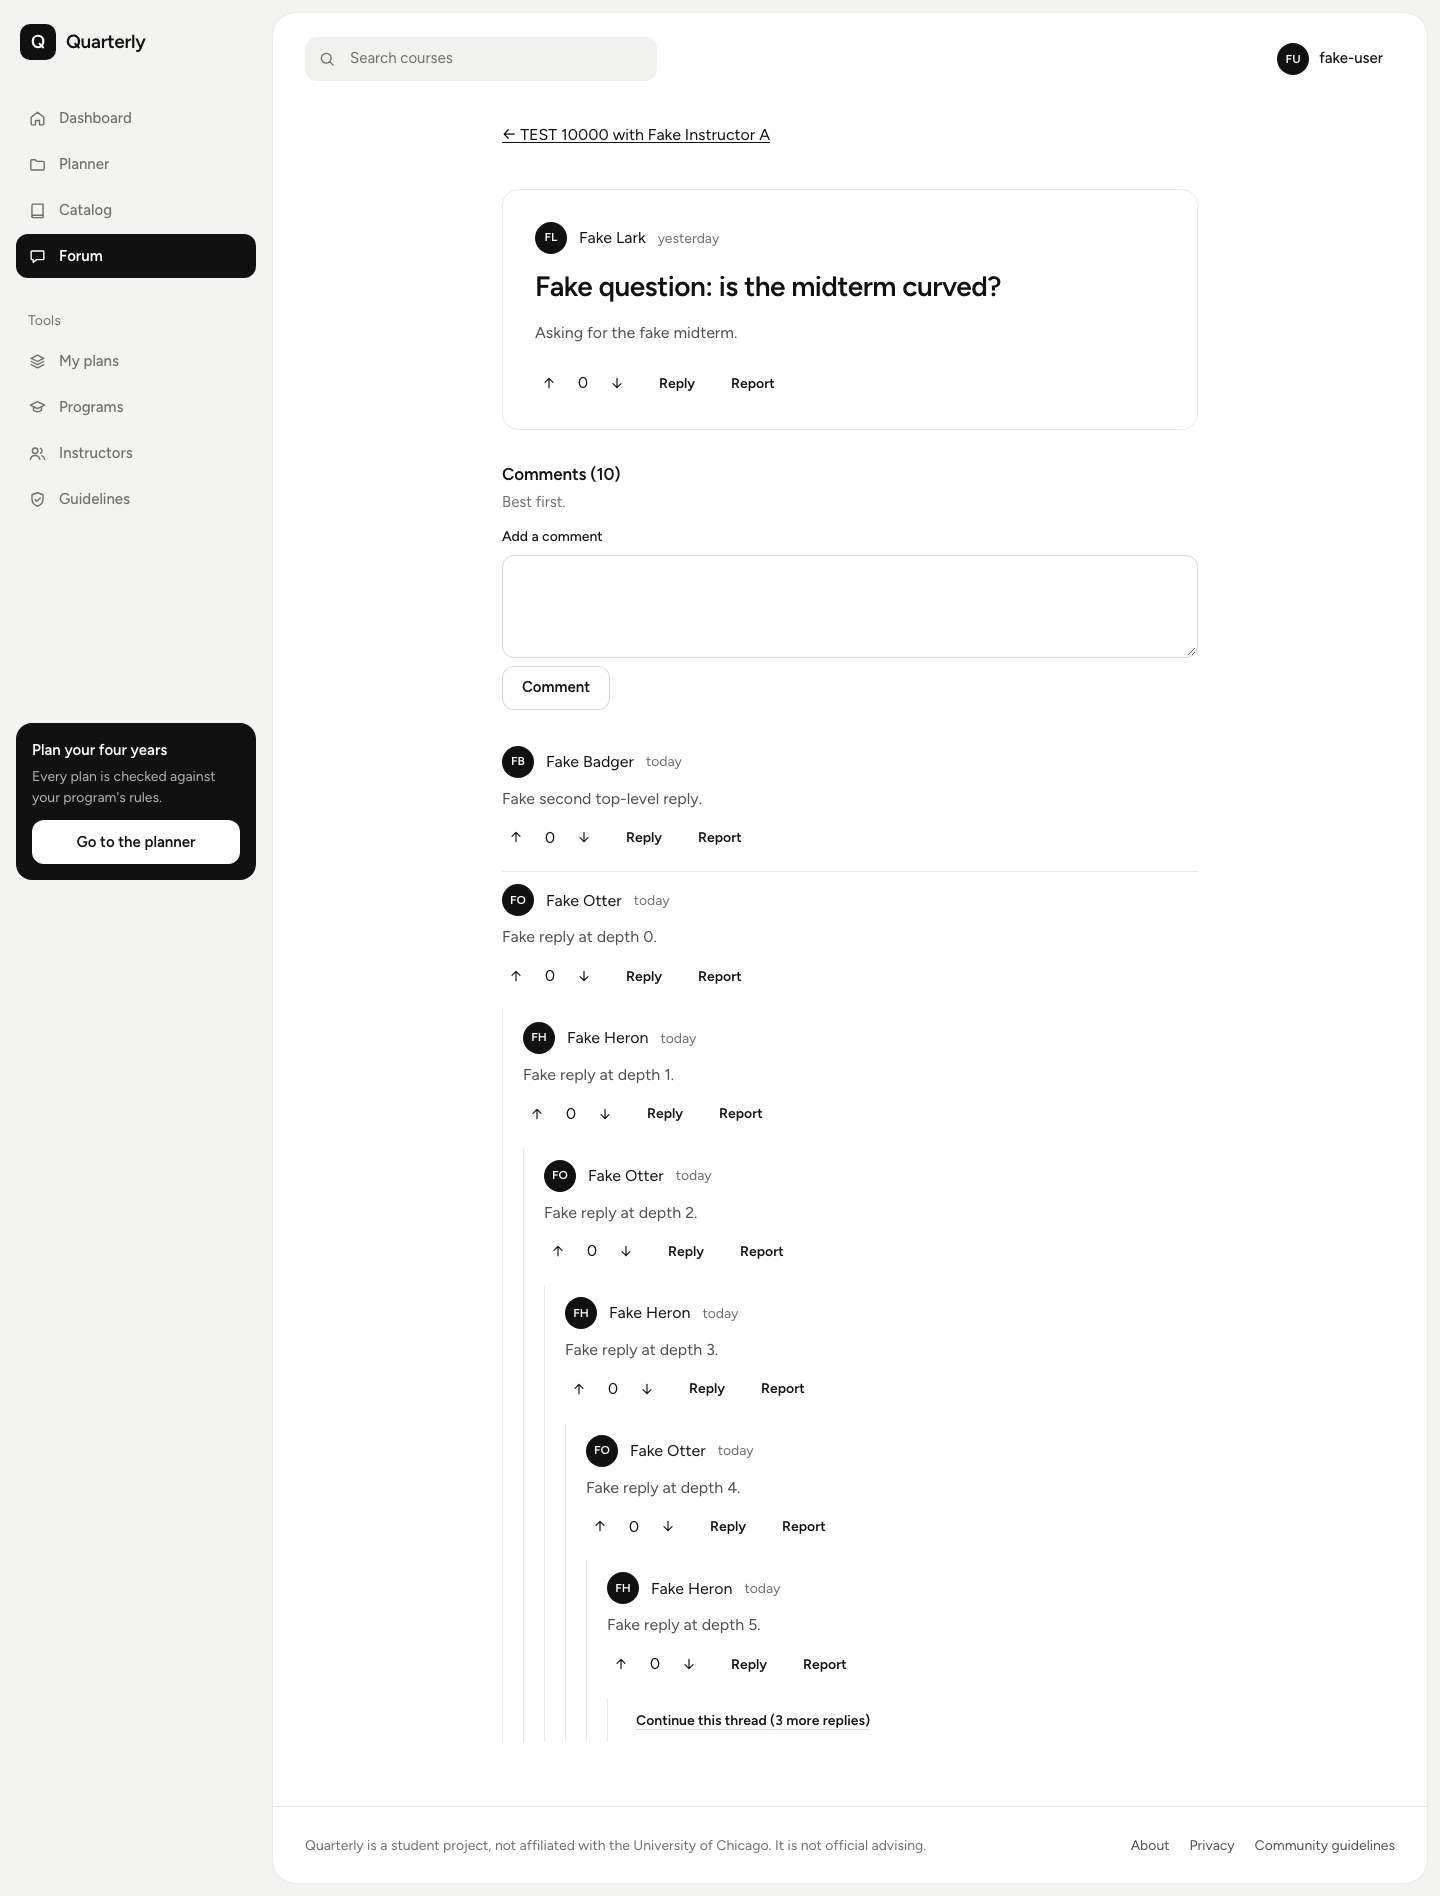 Q Quarterly
Search courses
FU fake-user
Dashboard
Planner
Catalog
Forum
Tools
My plans
Programs
Instructors
Guidelines
Plan your four years
Every plan is checked against
your program's rules.
Go to the planner
← TEST 10000 with Fake Instructor A
FL Fake Lark yesterday
Fake question: is the midterm curved?
Asking for the fake midterm.
↑ 0 ↓ Reply Report
Comments (10)
Best first.
Add a comment
Comment
FB Fake Badger today
Fake second top-level reply.
↑ 0 ↓ Reply Report
FO Fake Otter today
Fake reply at depth 0.
↑ 0 ↓ Reply Report
FH Fake Heron today
Fake reply at depth 1.
↑ 0 ↓ Reply Report
FO Fake Otter today
Fake reply at depth 2.
↑ 0 ↓ Reply Report
FH Fake Heron today
Fake reply at depth 3.
↑ 0 ↓ Reply Report
FO Fake Otter today
Fake reply at depth 4.
↑ 0 ↓ Reply Report
FH Fake Heron today
Fake reply at depth 5.
↑ 0 ↓ Reply Report
Continue this thread (3 more replies)
Quarterly is a student project, not affiliated with the University of Chicago. It is not official advising.
About Privacy Community guidelines